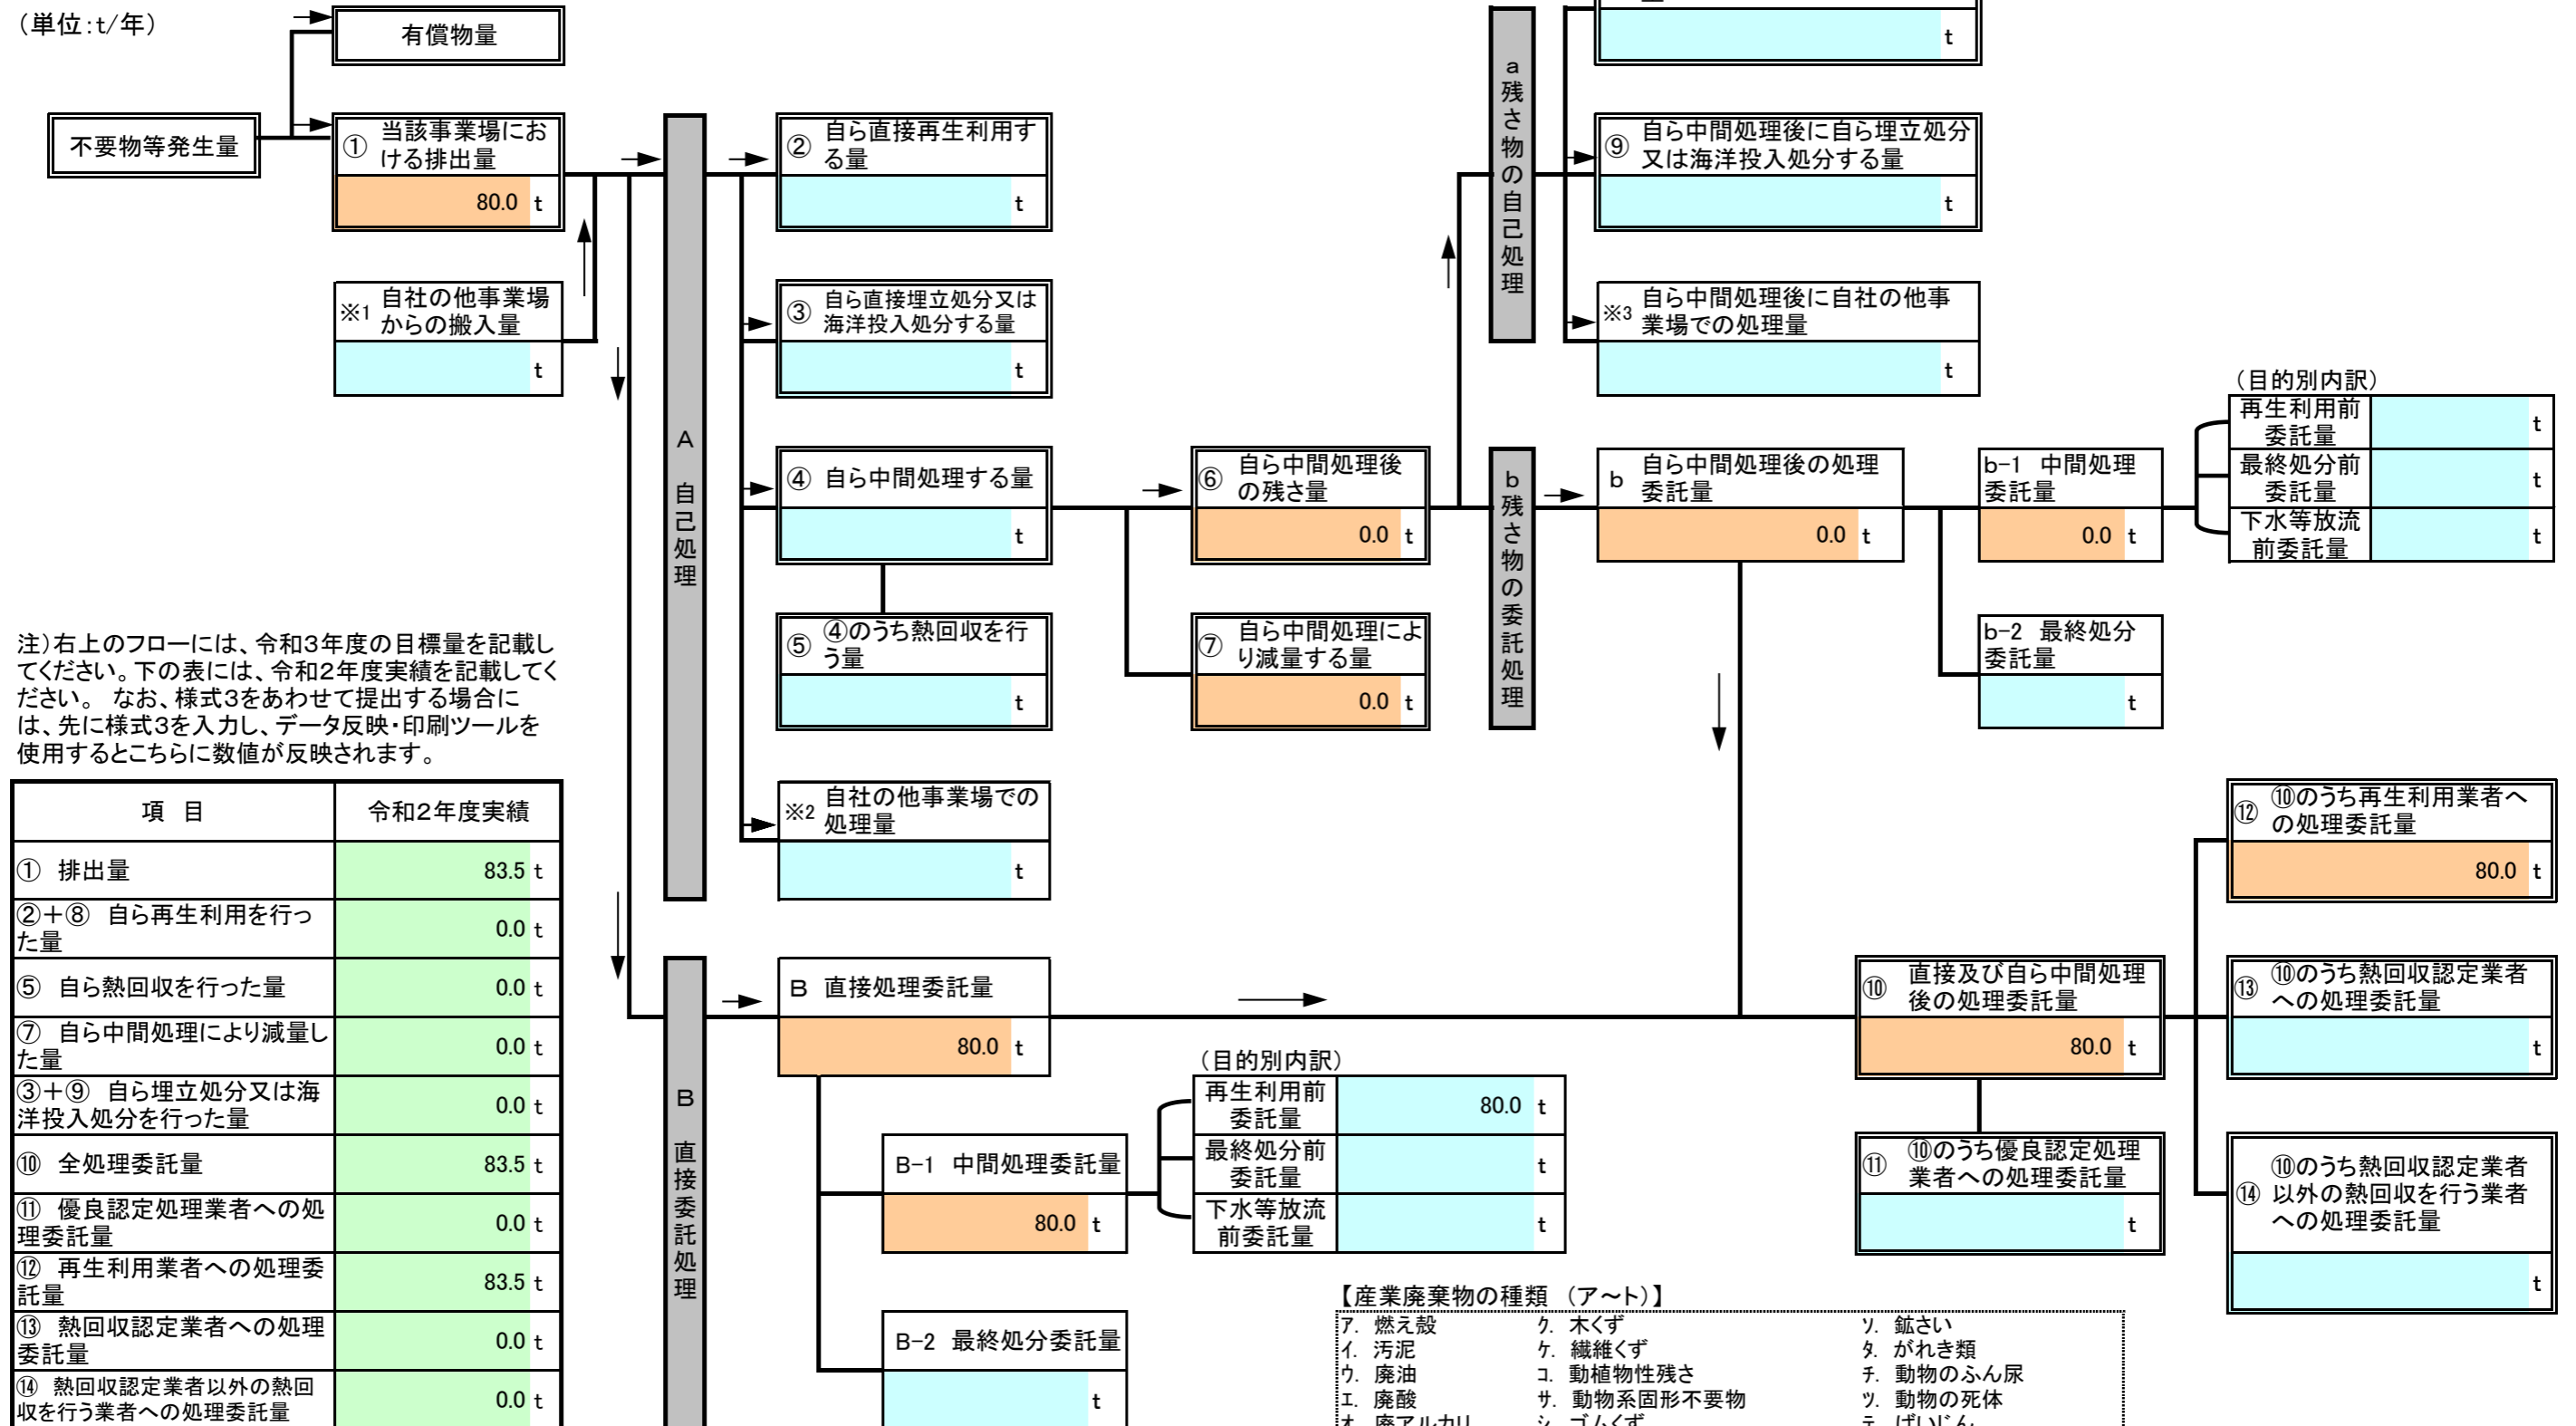 （単位：t/年）
有償物量
不要物等発生量
① 当該事業場にお
ける排出量
80.0 t
※1 自社の他事業場
からの搬入量
t
A 自己処理
② 自ら直接再生利用す
る量
t
③ 自ら直接埋立処分又は
海洋投入処分する量
t
④ 自ら中間処理する量
t
⑤ ④のうち熱回収を行
う量
t
※2 自社の他事業場での
処理量
t
⑥ 自ら中間処理後
の残さ量
0.0 t
⑦ 自ら中間処理によ
り減量する量
0.0 t
a 残さ物の自己処理
t
⑨ 自ら中間処理後に自ら埋立処分
又は海洋投入処分する量
t
※3 自ら中間処理後に自社の他事
業場での処理量
t
b 残さ物の委託処理
b 自ら中間処理後の処理
委託量
0.0 t
b-1 中間処理
委託量
0.0 t
b-2 最終処分
委託量
t
（目的別内訳）
再生利用前
委託量
t
最終処分前
委託量
t
下水等放流
前委託量
t
注）右上のフローには、令和３年度の目標量を記載し
てください。下の表には、令和２年度実績を記載してく
ださい。 なお、様式３をあわせて提出する場合に
は、先に様式３を入力し、データ反映・印刷ツールを
使用するとこちらに数値が反映されます。
項 目 令和２年度実績
① 排出量 83.5 t
②＋⑧ 自ら再生利用を行っ
た量 0.0 t
⑤ 自ら熱回収を行った量 0.0 t
⑦ 自ら中間処理により減量し
た量 0.0 t
③＋⑨ 自ら埋立処分又は海
洋投入処分を行った量 0.0 t
⑩ 全処理委託量 83.5 t
⑪ 優良認定処理業者への処
理委託量 0.0 t
⑫ 再生利用業者への処理委
託量 83.5 t
⑬ 熱回収認定業者への処理
委託量 0.0 t
⑭ 熱回収認定業者以外の熱回
収を行う業者への処理委託量 0.0 t
B 直接委託処理
B 直接処理委託量
80.0 t
B-1 中間処理委託量
80.0 t
B-2 最終処分委託量
t
（目的別内訳）
再生利用前
委託量
80.0 t
最終処分前
委託量
t
下水等放流
前委託量
t
⑩ 直接及び自ら中間処理
後の処理委託量
80.0 t
⑪ ⑩のうち優良認定処理
業者への処理委託量
t
⑫ ⑩のうち再生利用業者へ
の処理委託量
80.0 t
⑬ ⑩のうち熱回収認定業者
への処理委託量
t
⑭ ⑩のうち熱回収認定業者
以外の熱回収を行う業者
への処理委託量
t
【産業廃棄物の種類 （ア～ト）】
ｱ. 燃え殻 ｸ. 木くず ｿ. 鉱さい
ｲ. 汚泥 ｹ. 繊維くず ﾀ. がれき類
ｳ. 廃油 ｺ. 動植物性残さ ﾁ. 動物のふん尿
ｴ. 廃酸 ｻ. 動物系固形不要物 ﾂ. 動物の死体
ｵ. 廃アルカリ ｼ. ゴムくず ﾃ. ばいじん